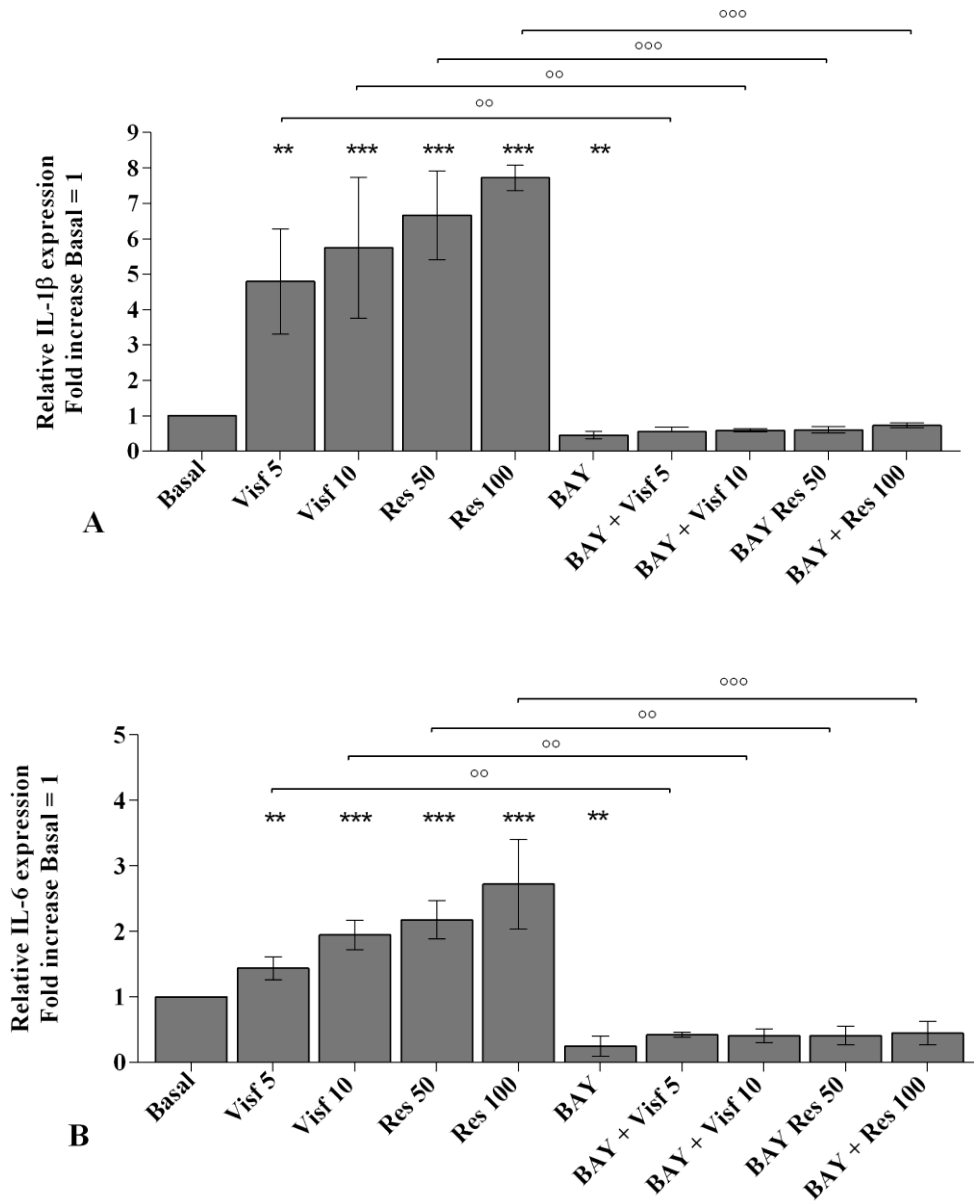 °°°
°°°
°°
°°
Relative IL-1β expression
Fold increase Basal = 1
9
8
7
6
5
4
3
2
1
0
** *** *** *** **
Basal
Visf 5
Visf 10
Res 50
Res 100
BAY
BAY + Visf 5
BAY + Visf 10
BAY Res 50
BAY + Res 100
A
°°°
°°
°°
°°
Relative IL-6 expression
Fold increase Basal = 1
5
4
3
2
1
0
** *** *** *** **
Basal
Visf 5
Visf 10
Res 50
Res 100
BAY
BAY + Visf 5
BAY + Visf 10
BAY Res 50
BAY + Res 100
B